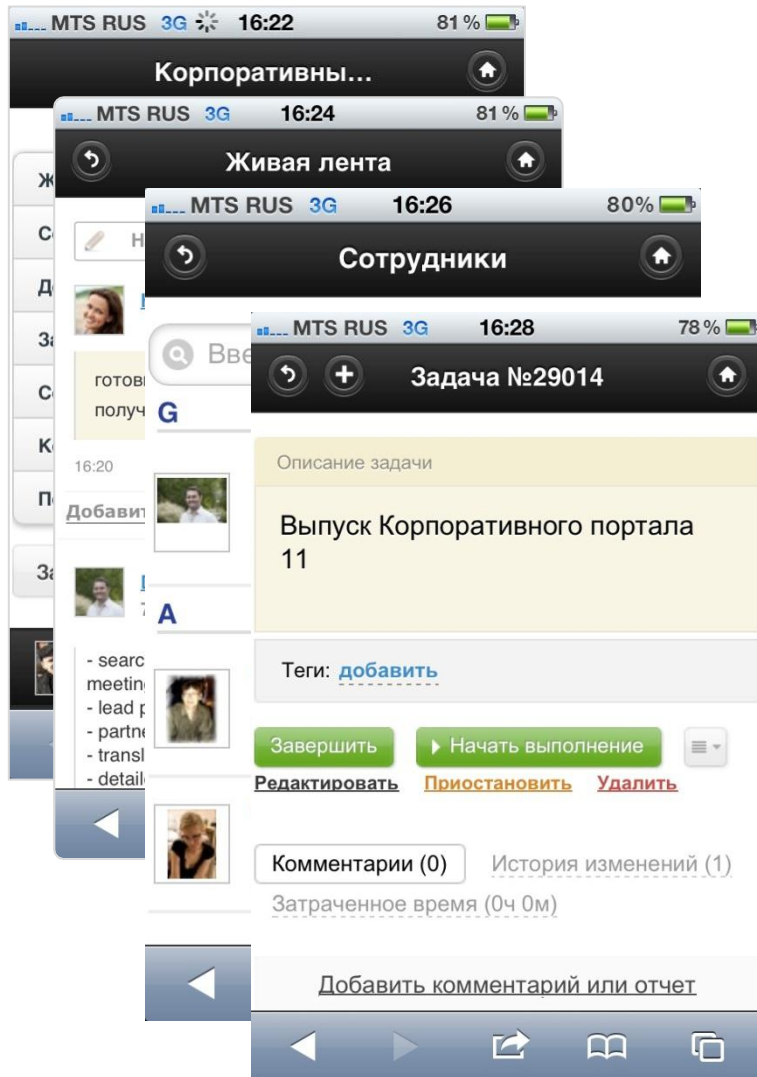 MTS RUS 3G 16:22 81 %
Корпоративны...
MTS RUS 3G 16:24 81 %
Живая лента
MTS RUS 3G 16:26 80%
Сотрудники
MTS RUS 3G 16:28 78 %
Задача №29014
готов
получ
G
16:20
Добавит
A
- searc
meetin
- lead p
- partne
- transl
- detail
Описание задачи
Выпуск Корпоративного портала
11
Теги: добавить
Завершить Начать выполнение
Редактировать Приостановить Удалить
Комментарии (0) История изменений (1)
Затраченное время (0ч 0м)
Добавить комментарий или отчет